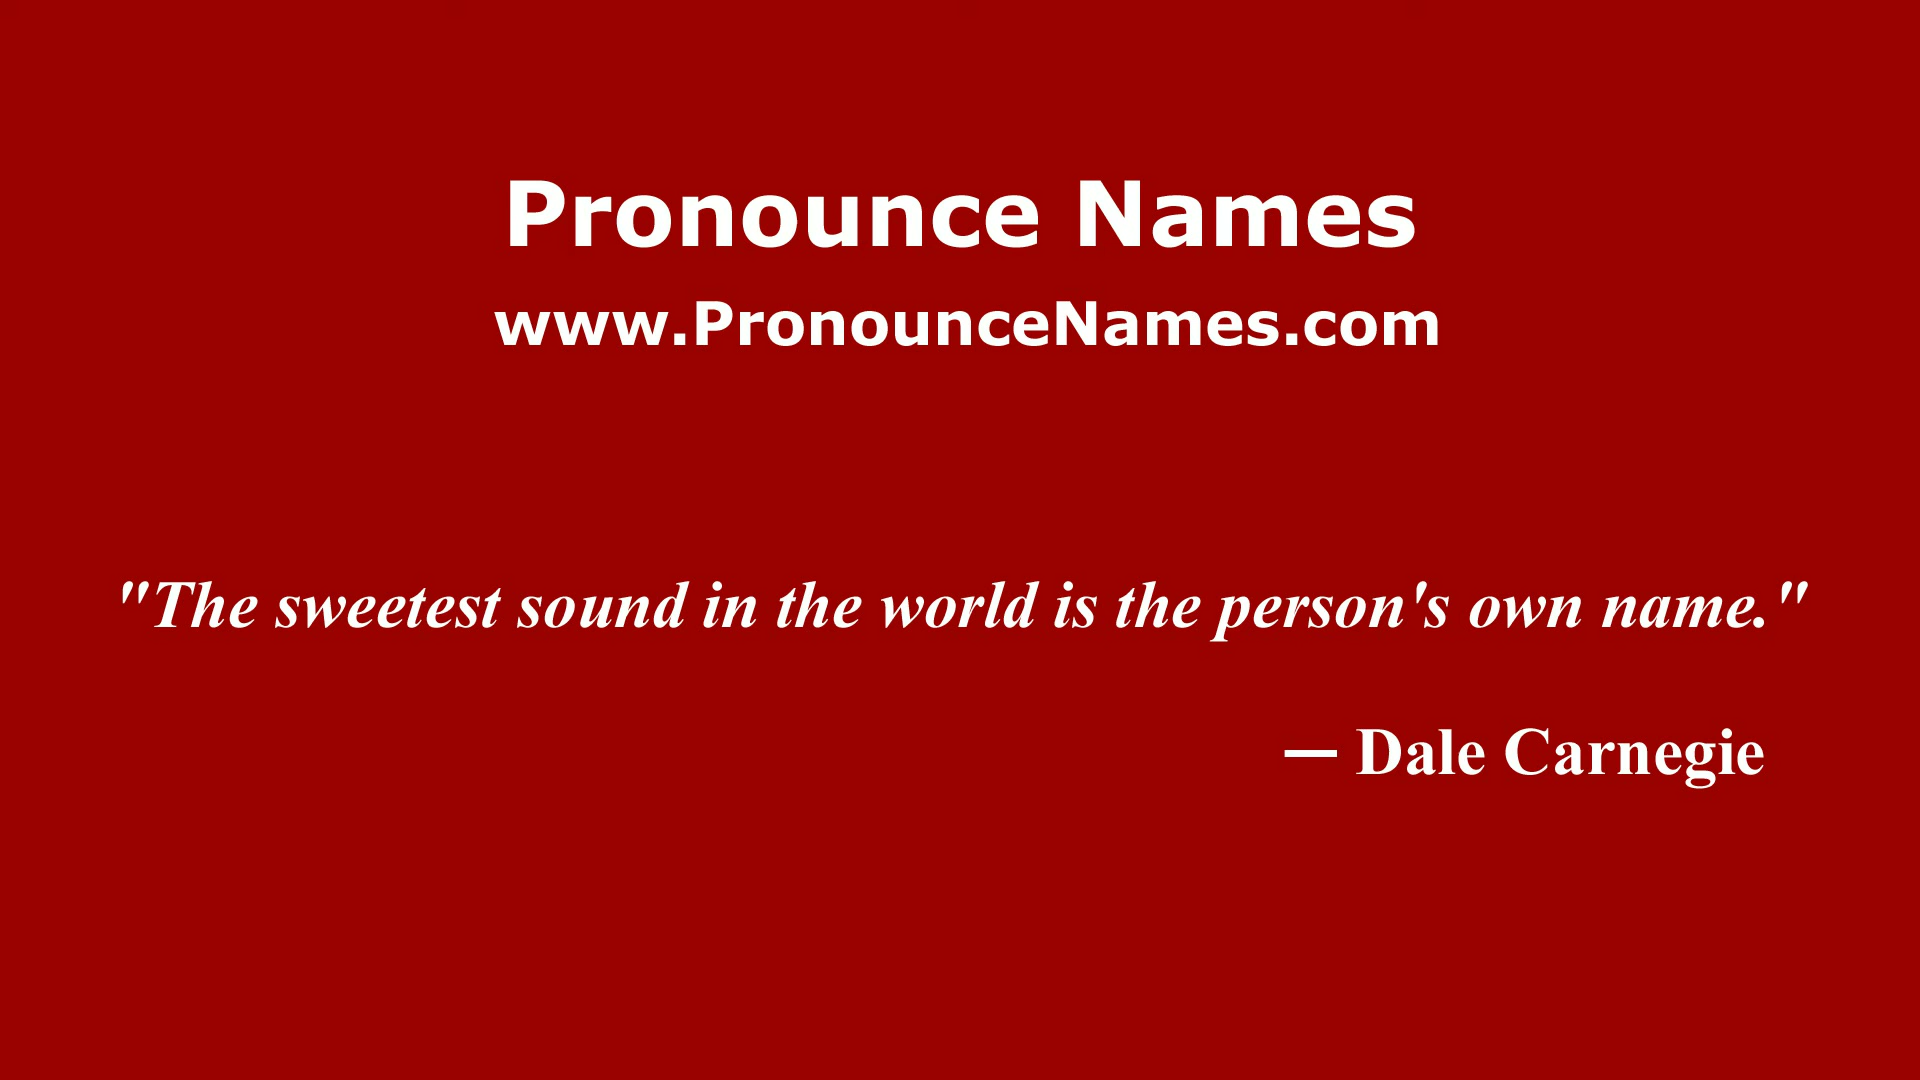 Pronounce Names
www.PronounceNames.com
"The sweetest sound in the world is the person's own name."
— Dale Carnegie